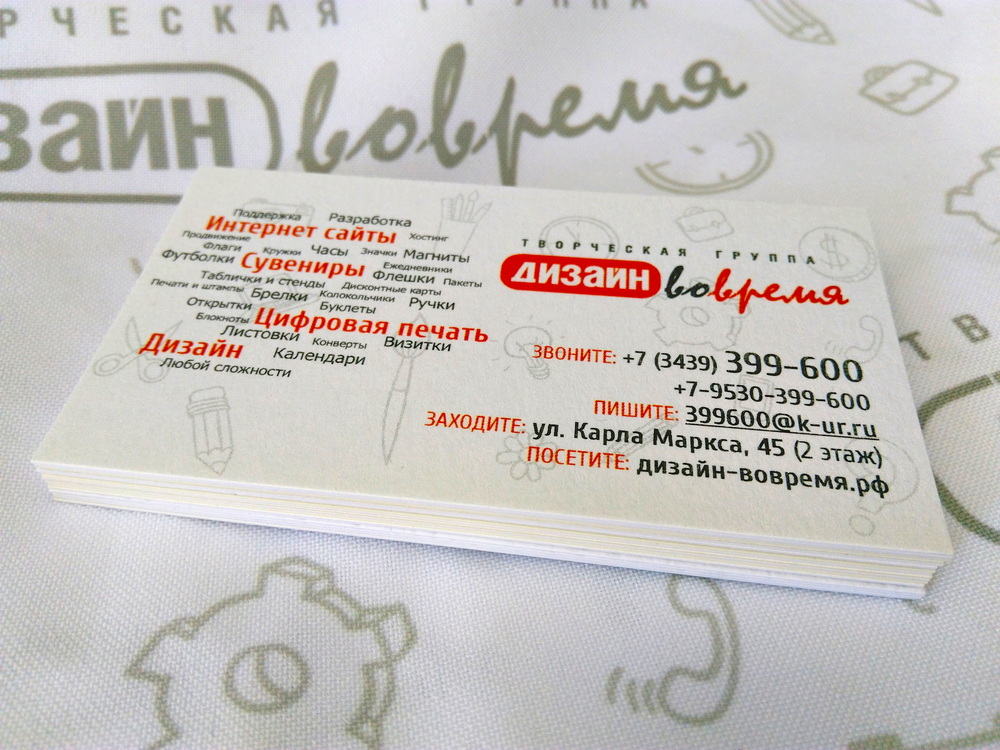 РЧЕСКАЯ ГРУППА
зайн вовремя
Поддержка Разработка
Интернет сайты Хостинг
Продвижение
Флаги Кружки Часы Значки Магниты
Футболки Сувениры Ежедневники
Флешки Пакеты
Таблички и стенды Дисконтные карты
Печати и штампы Брелки Колокольчики Ручки
Открытки Буклеты
Блокноты Цифровая печать
Листовки Конверты Визитки
Дизайн Календари
Любой сложности
ТВОРЧЕСКАЯ ГРУППА
дизайн вовремя
ЗВОНИТЕ: +7 (3439) 399-600
+7-9530-399-600
ПИШИТЕ: 399600@k-ur.ru
ЗАХОДИТЕ: ул. Карла Маркса, 45 (2 этаж)
ПОСЕТИТЕ: дизайн-вовремя.рф
ТВ